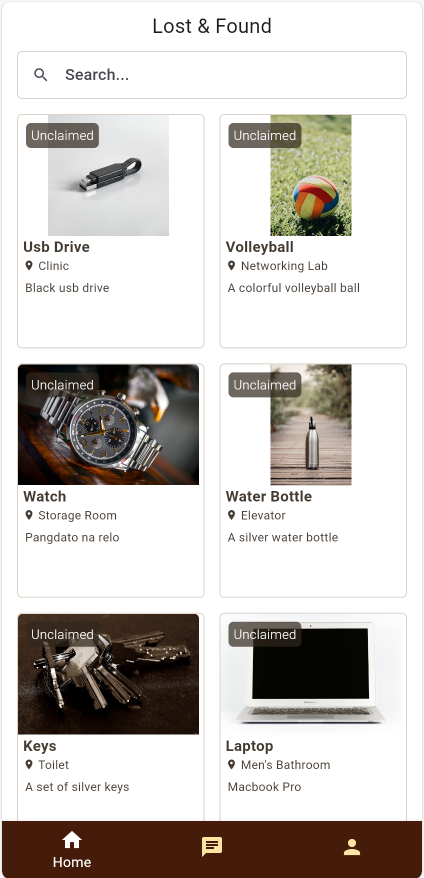 Lost & Found
Search...
Unclaimed
Usb Drive
Clinic
Black usb drive
Unclaimed
Volleyball
Networking Lab
A colorful volleyball ball
Unclaimed
Watch
Storage Room
Pangdato na relo
Unclaimed
Water Bottle
Elevator
A silver water bottle
Unclaimed
Keys
Toilet
A set of silver keys
Unclaimed
Laptop
Men's Bathroom
Macbook Pro
Home